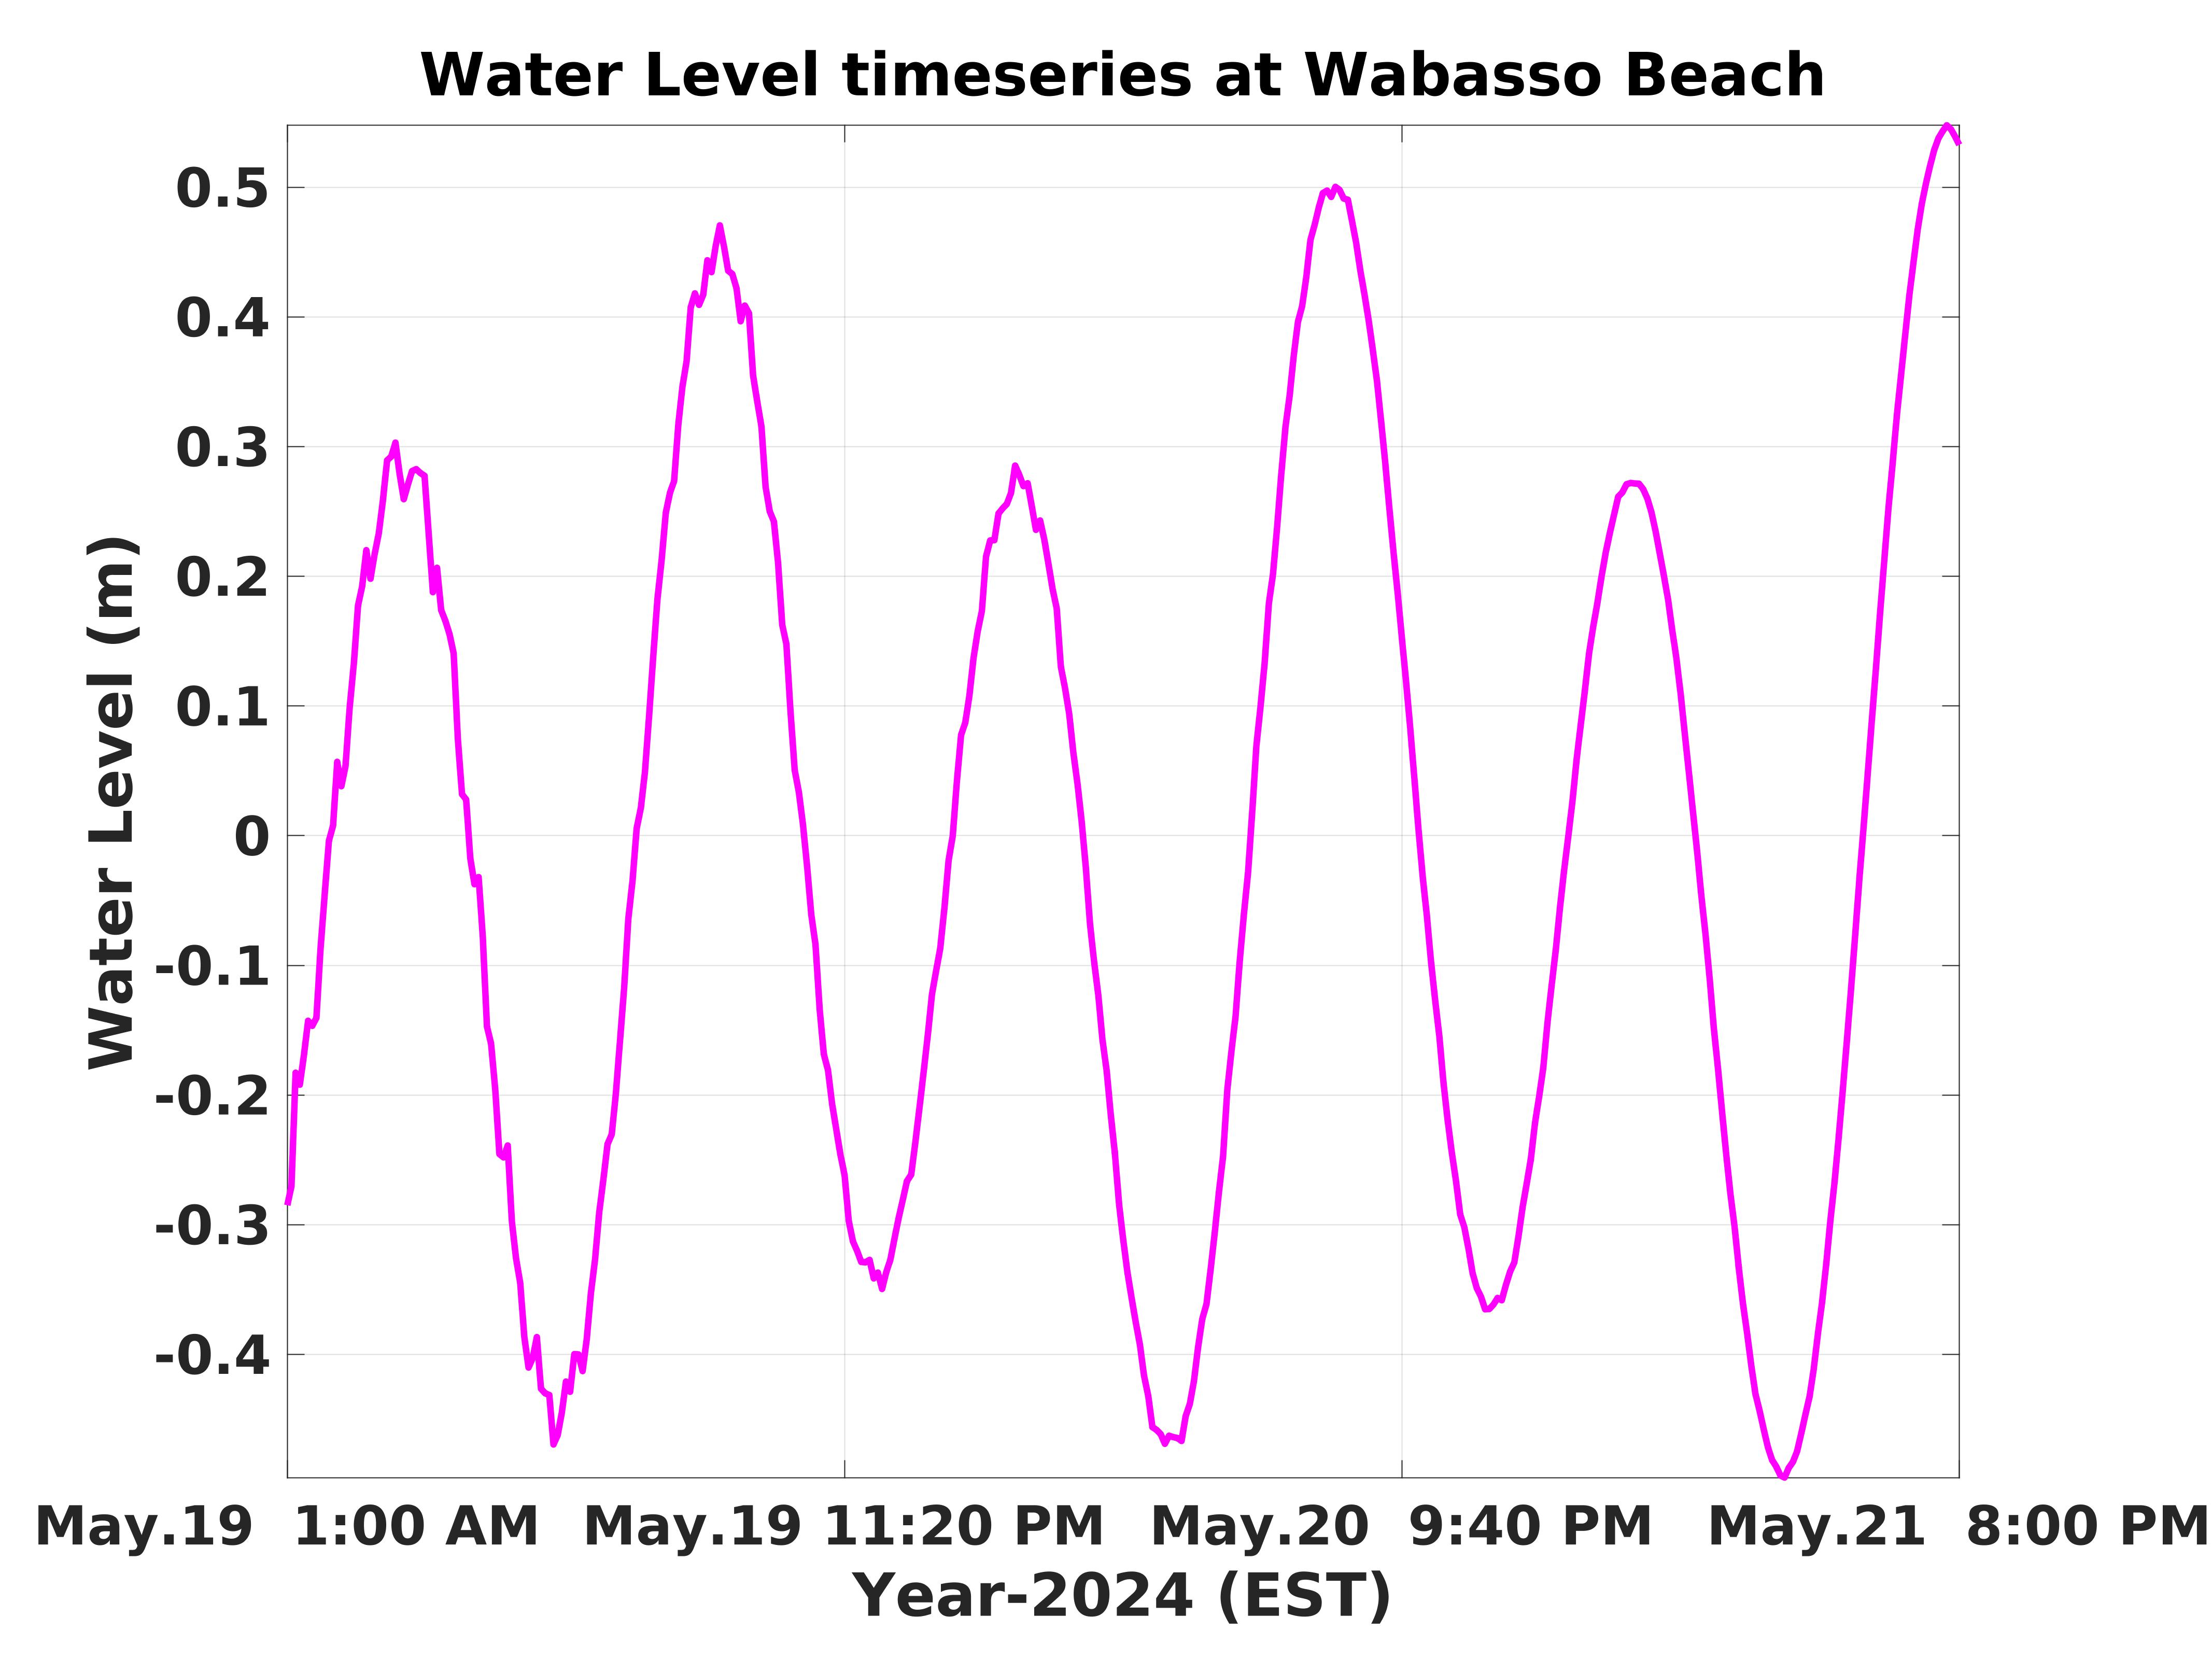 Water Level timeseries at Wabasso Beach
0.5
0.4
0.3
0.2
0.1
0
-0.1
-0.2
-0.3
-0.4
Water Level (m)
May.19  1:00 AM May.19 11:20 PM May.20  9:40 PM May.21  8:00 PM
Year-2024 (EST)